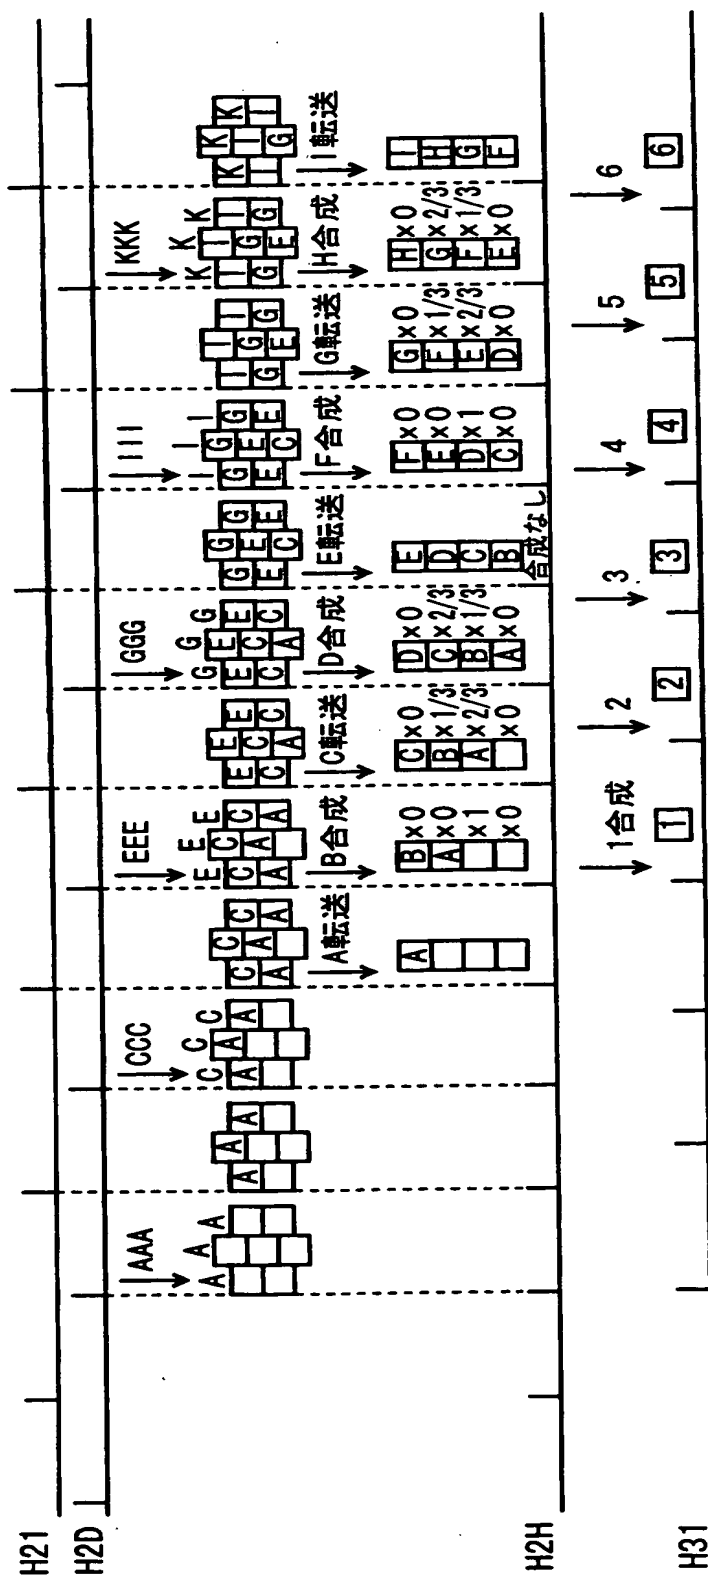 H21
H2D
AAA CCC EEE GGG III KKK
A A A C C C E E E G G G I I I K K K
A A A A A A C C C C C C E E E E E E G G G G G G I I I I I I K K K
A A A A A A C C C C C C E E E E E E G G G G G G I I I
A A C C E E G
A転送 B合成 C転送 D合成 E転送 F合成 G転送 H合成 I転送
A B×0 C×0 D×0 E F×0 G×0 H×0 I
A×0 B×1/3 C×2/3 D E×0 F×1/3 G×2/3 H
×1 A×2/3 B×1/3 C D×1 E×2/3 F×1/3 G
×0 ×0 A×0 B C×0 D×0 E×0 F
合成なし
H2H
1合成 2 3 4 5 6
1 2 3 4 5 6
H31